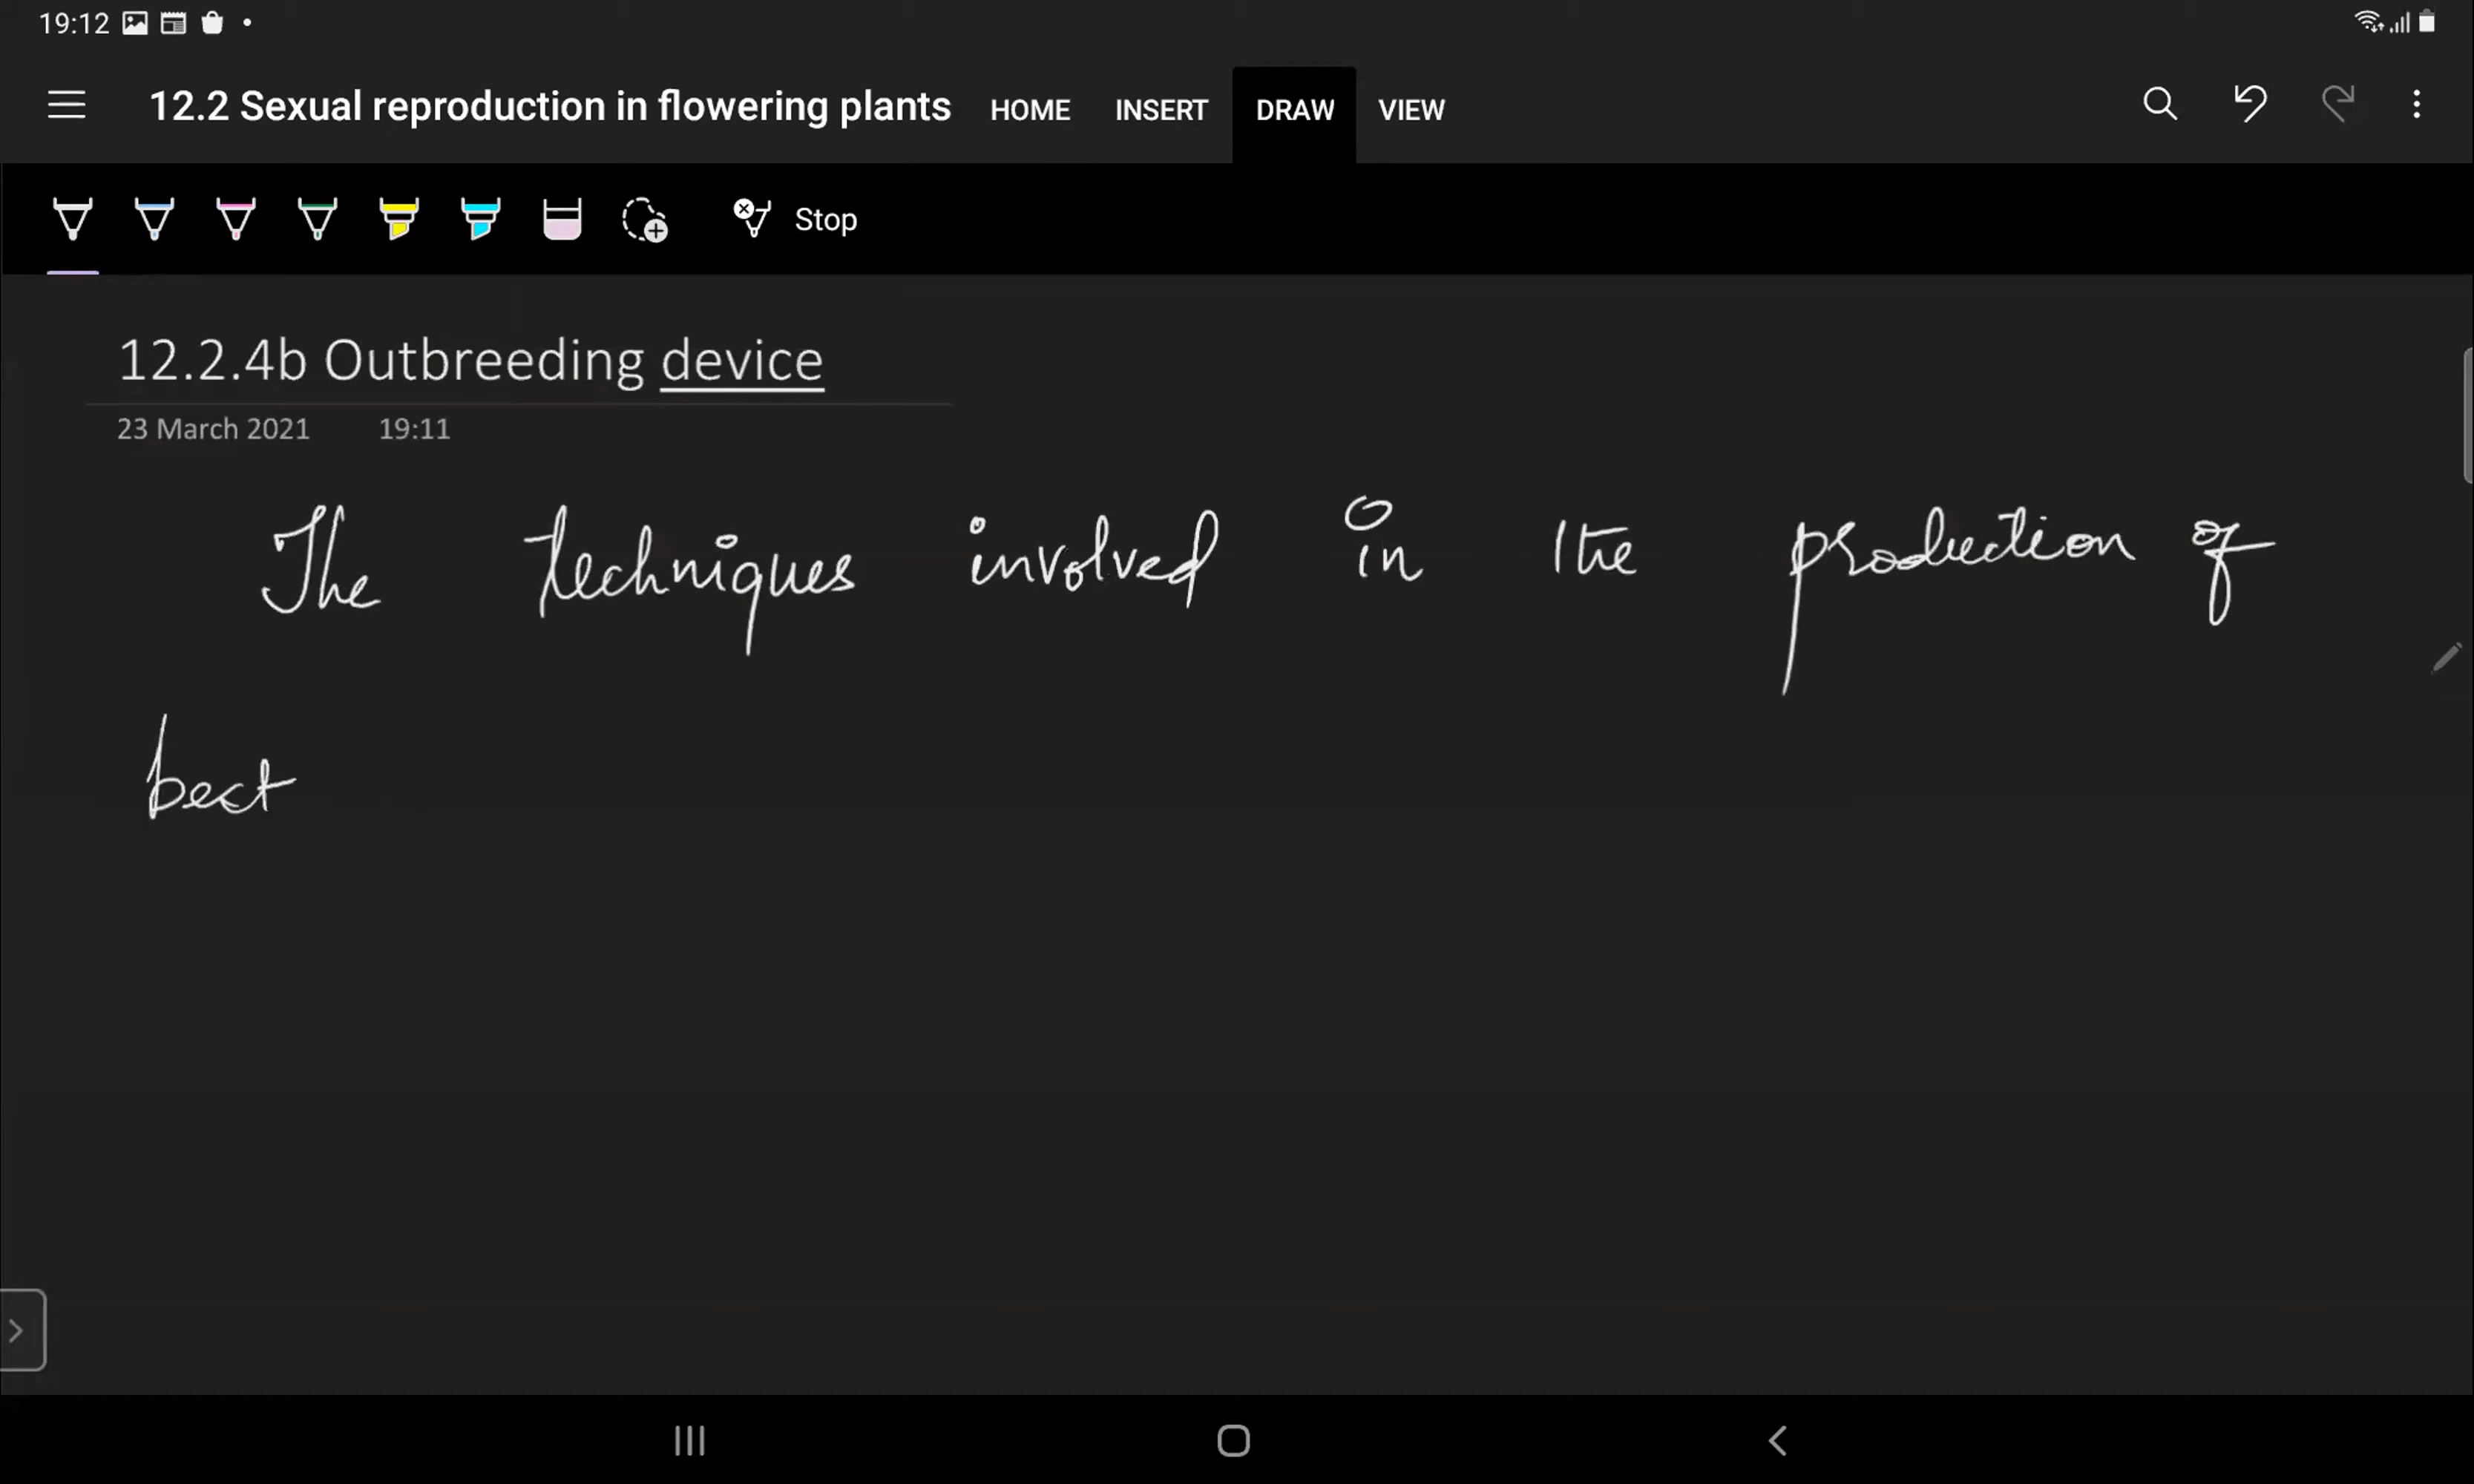 19:12
12.2 Sexual reproduction in flowering plants HOME INSERT DRAW VIEW
Stop
12.2.4b Outbreeding device
23 March 2021 19:11
The techniques involved in the production of
best